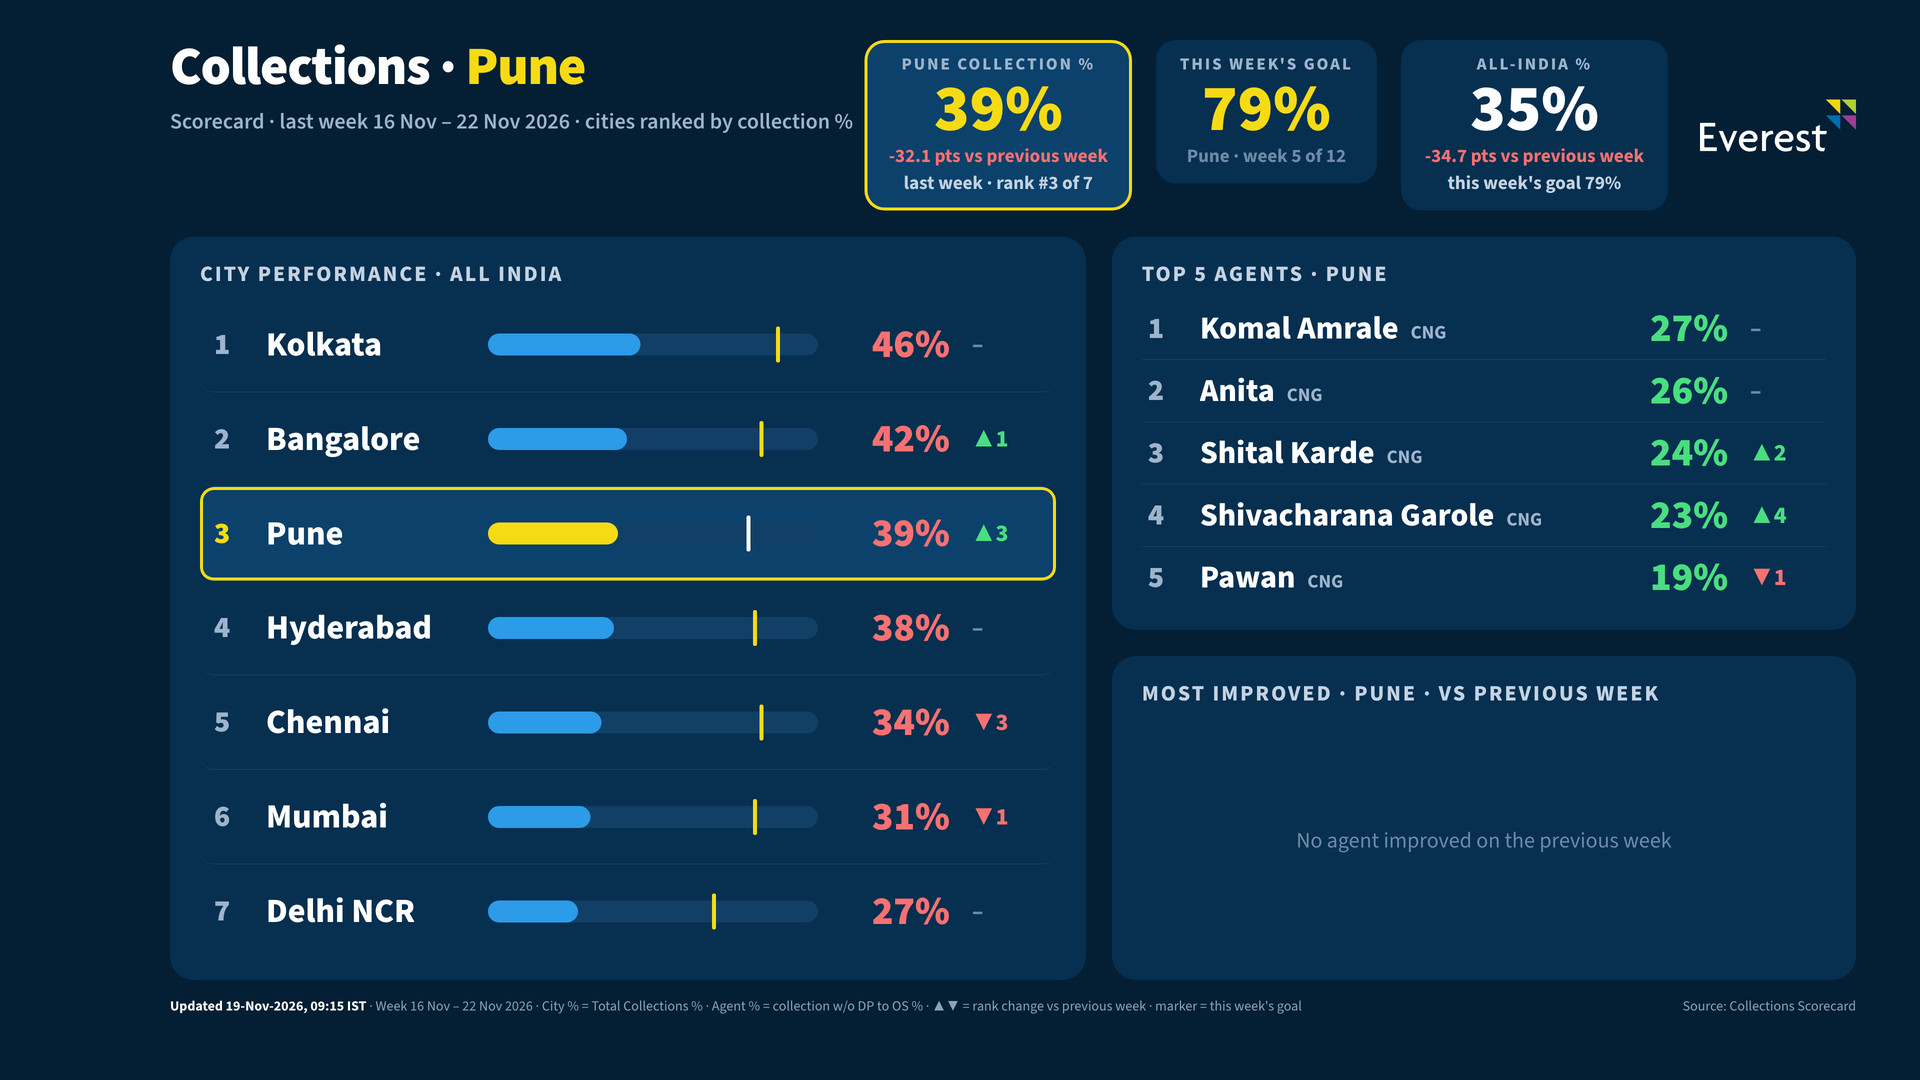 Collections · Pune
Scorecard · last week 16 Nov – 22 Nov 2026 · cities ranked by collection %
PUNE COLLECTION %
39%
-32.1 pts vs previous week
last week · rank #3 of 7
THIS WEEK'S GOAL
79%
Pune · week 5 of 12
ALL-INDIA %
35%
-34.7 pts vs previous week
this week's goal 79%
Everest
CITY PERFORMANCE · ALL INDIA
1 Kolkata 46% –
2 Bangalore 42% ▲1
3 Pune 39% ▲3
4 Hyderabad 38% –
5 Chennai 34% ▼3
6 Mumbai 31% ▼1
7 Delhi NCR 27% –
TOP 5 AGENTS · PUNE
1 Komal Amrale CNG 27% –
2 Anita CNG 26% –
3 Shital Karde CNG 24% ▲2
4 Shivacharana Garole CNG 23% ▲4
5 Pawan CNG 19% ▼1
MOST IMPROVED · PUNE · VS PREVIOUS WEEK
No agent improved on the previous week
Updated 19-Nov-2026, 09:15 IST · Week 16 Nov – 22 Nov 2026 · City % = Total Collections % · Agent % = collection w/o DP to OS % · ▲ ▼ = rank change vs previous week · marker = this week's goal
Source: Collections Scorecard